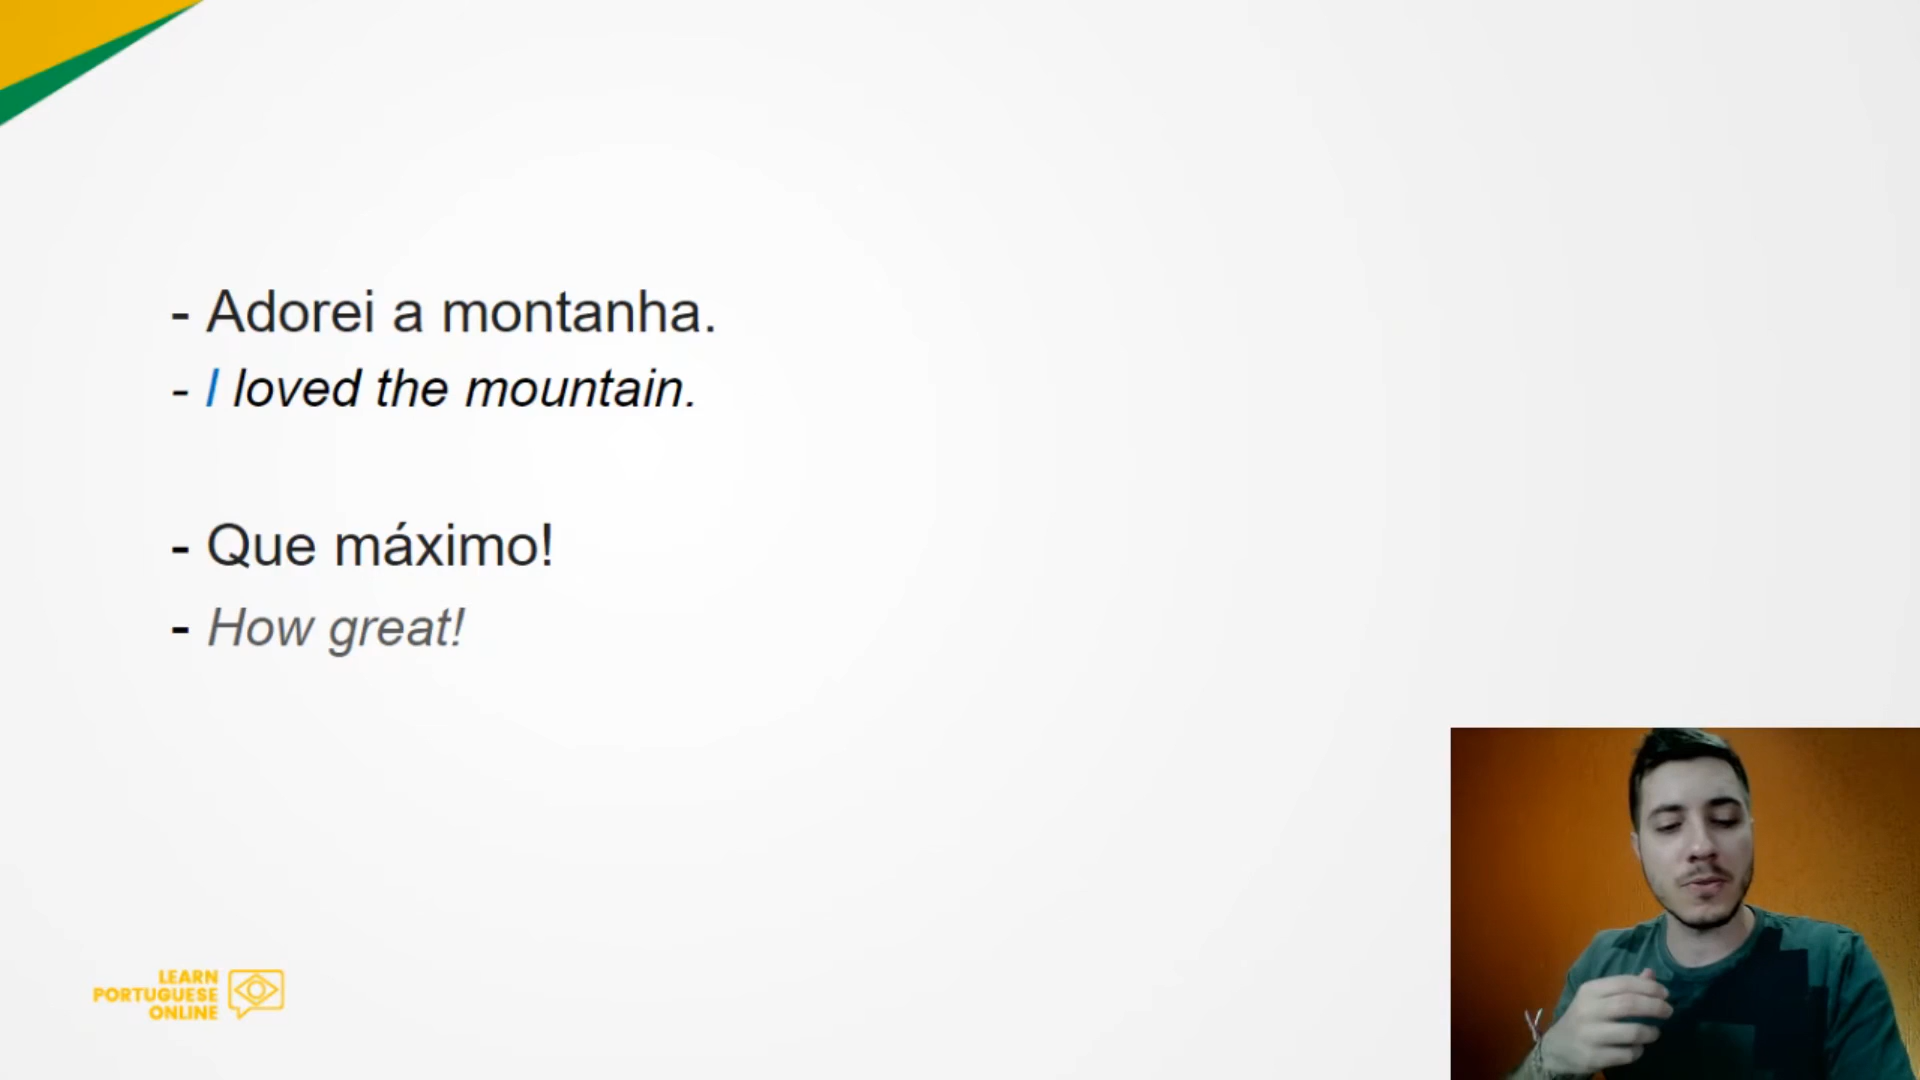 - Adorei a montanha.
- I loved the mountain.
- Que máximo!
- How great!
LEARN
PORTUGUESE
ONLINE